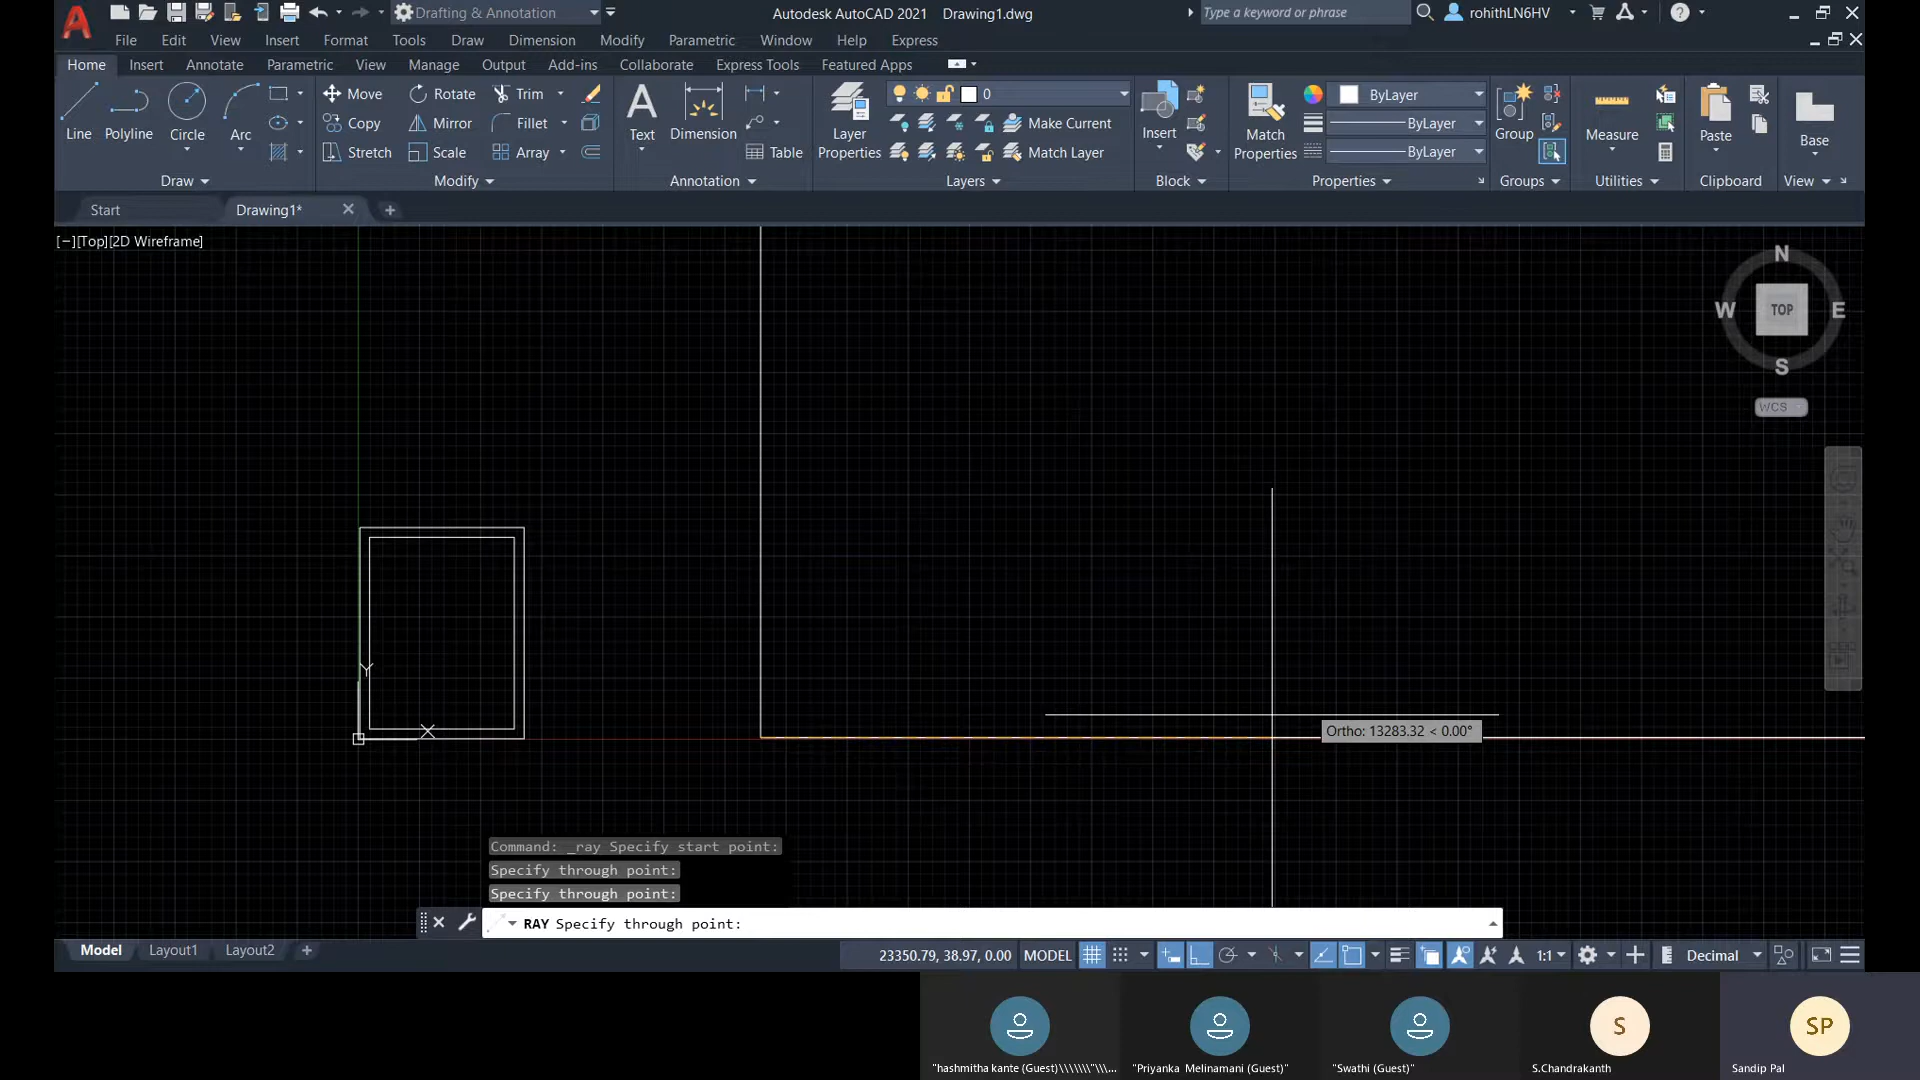 Drafting & Annotation
Autodesk AutoCAD 2021 Drawing1.dwg
Type a keyword or phrase
rohithLN6HV
File Edit View Insert Format Tools Draw Dimension Modify Parametric Window Help Express
Home Insert Annotate Parametric View Manage Output Add-ins Collaborate Express Tools Featured Apps
Line Polyline Circle Arc
Move Rotate Trim
Copy Mirror Fillet
Stretch Scale Array
Text Dimension Table
Layer Properties
0
Make Current
Match Layer
Insert
Match Properties
ByLayer
ByLayer
ByLayer
Group
Measure
Paste
Base
Draw Modify Annotation Layers Block Properties Groups Utilities Clipboard View
Start Drawing1*
[−][Top][2D Wireframe]
N
W TOP E
S
WCS
Y
X
Ortho: 13283.32 < 0.00°
Command: _ray Specify start point:
Specify through point:
Specify through point:
RAY Specify through point:
Model Layout1 Layout2
23350.79, 38.97, 0.00 MODEL 1:1 Decimal
S SP
"hashmitha kante (Guest)\\\\\\\"\\... "Priyanka Melinamani (Guest)" "Swathi (Guest)" S.Chandrakanth Sandip Pal